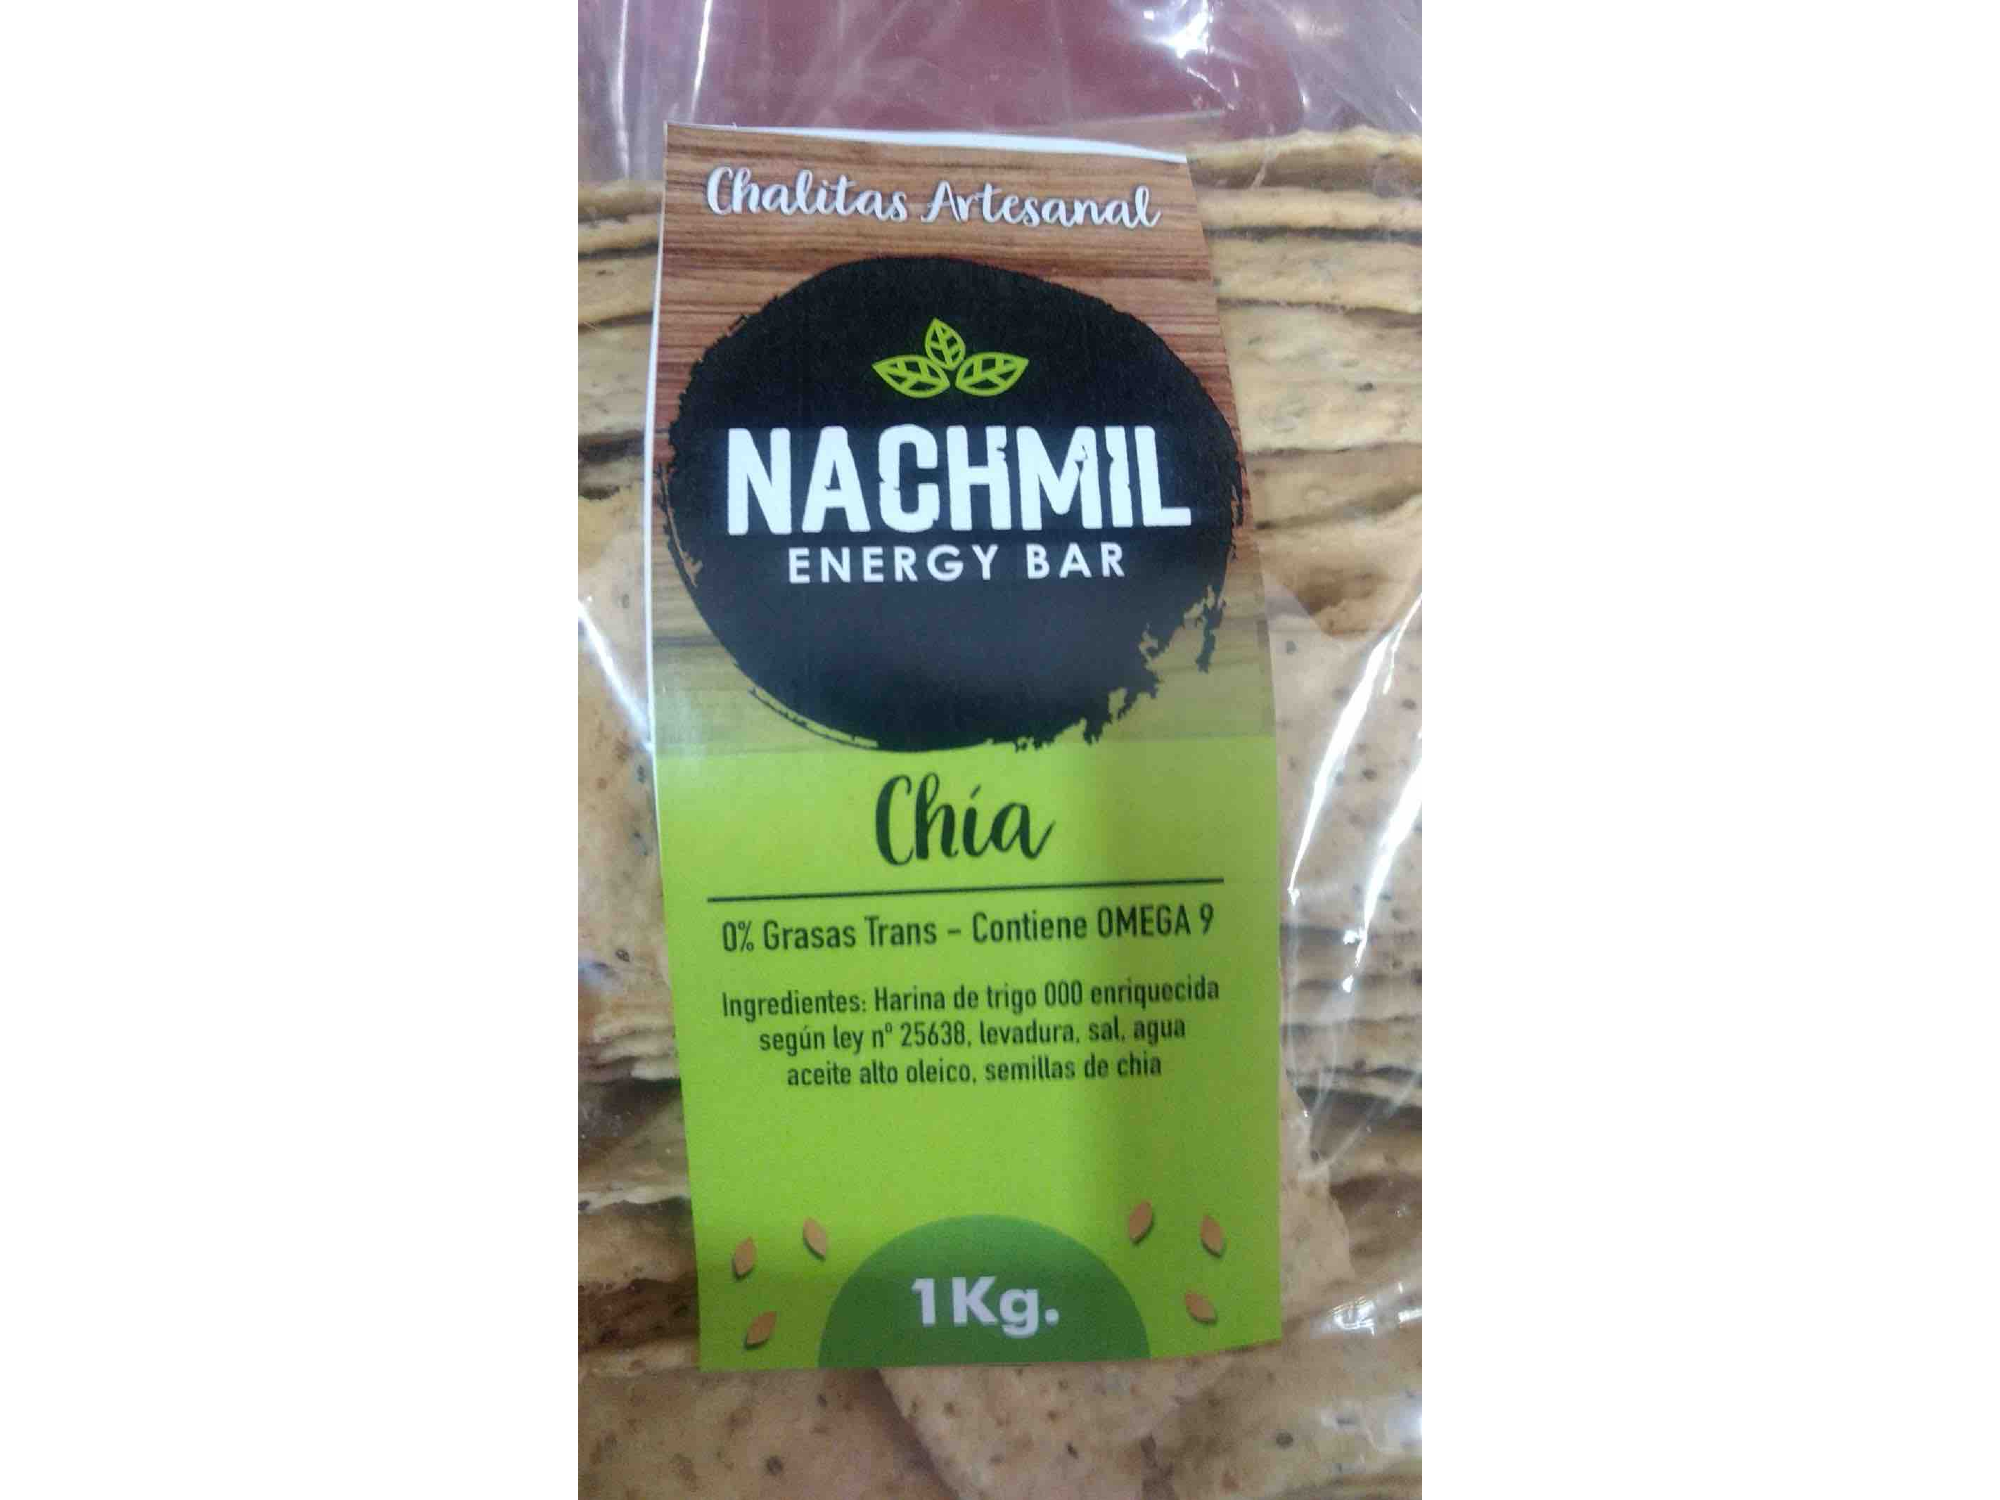 Chalitas Artesanal
NACHMIL
ENERGY BAR
Chía
0% Grasas Trans - Contiene OMEGA 9
Ingredientes: Harina de trigo 000 enriquecida
según ley nº 25638, levadura, sal, agua
aceite alto oleico, semillas de chia
1Kg.